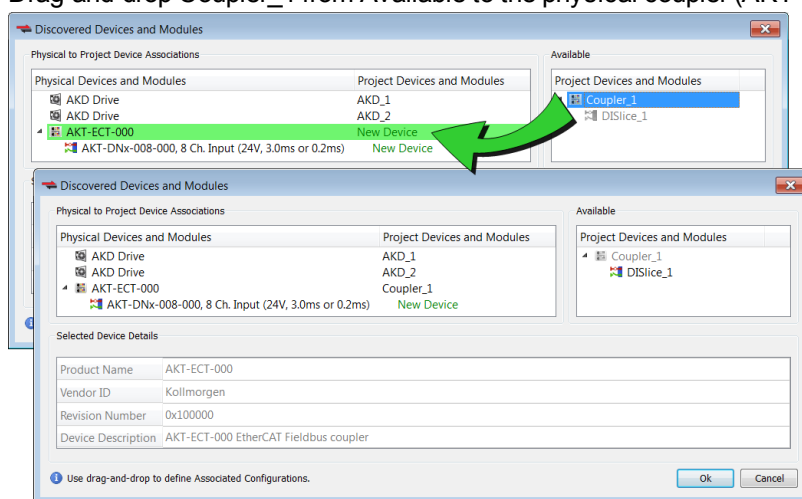 Drag and drop Coupler_1 from Available to the physical coupler (AKT
Discovered Devices and Modules
Physical to Project Device Associations
Available
Physical Devices and Modules Project Devices and Modules
Project Devices and Modules
AKD Drive AKD_1
Coupler_1
AKD Drive AKD_2
DISlice_1
AKT-ECT-000 New Device
AKT-DNx-008-000, 8 Ch. Input (24V, 3.0ms or 0.2ms) New Device
Discovered Devices and Modules
Physical to Project Device Associations
Available
Physical Devices and Modules Project Devices and Modules
Project Devices and Modules
AKD Drive AKD_1
Coupler_1
AKD Drive AKD_2
DISlice_1
AKT-ECT-000 Coupler_1
AKT-DNx-008-000, 8 Ch. Input (24V, 3.0ms or 0.2ms) New Device
Selected Device Details
Product Name AKT-ECT-000
Vendor ID Kollmorgen
Revision Number 0x100000
Device Description AKT-ECT-000 EtherCAT Fieldbus coupler
Use drag-and-drop to define Associated Configurations.
Ok Cancel